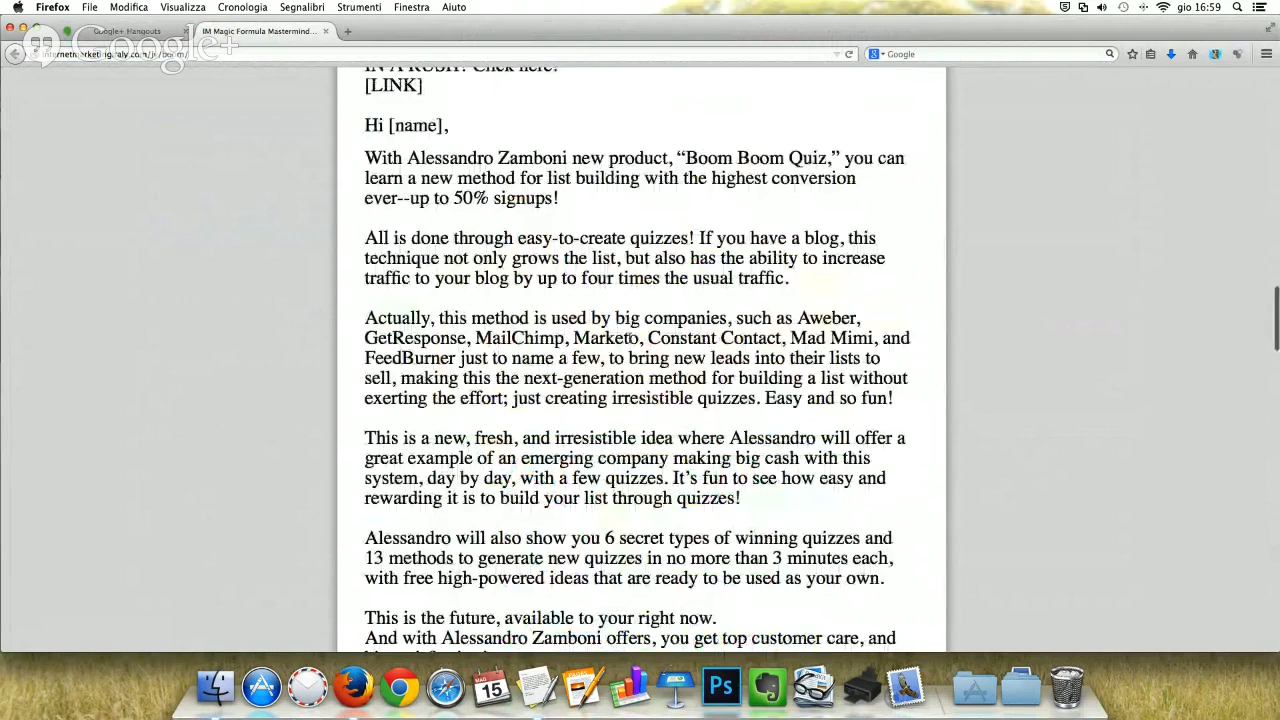 Firefox File Modifica Visualizza Cronologia Segnalibri Strumenti Finestra Aiuto gio 16:59
Google+ Hangouts
IM Magic Formula Mastermind...
Google+
Google
IN A RUSH? Click here!
[LINK]
Hi [name],
With Alessandro Zamboni new product, “Boom Boom Quiz,” you can
learn a new method for list building with the highest conversion
ever--up to 50% signups!
All is done through easy-to-create quizzes! If you have a blog, this
technique not only grows the list, but also has the ability to increase
traffic to your blog by up to four times the usual traffic.
Actually, this method is used by big companies, such as Aweber,
GetResponse, MailChimp, Marketo, Constant Contact, Mad Mimi, and
FeedBurner just to name a few, to bring new leads into their lists to
sell, making this the next-generation method for building a list without
exerting the effort; just creating irresistible quizzes. Easy and so fun!
This is a new, fresh, and irresistible idea where Alessandro will offer a
great example of an emerging company making big cash with this
system, day by day, with a few quizzes. It’s fun to see how easy and
rewarding it is to build your list through quizzes!
Alessandro will also show you 6 secret types of winning quizzes and
13 methods to generate new quizzes in no more than 3 minutes each,
with free high-powered ideas that are ready to be used as your own.
This is the future, available to your right now.
And with Alessandro Zamboni offers, you get top customer care, and
MAG
15
Ps